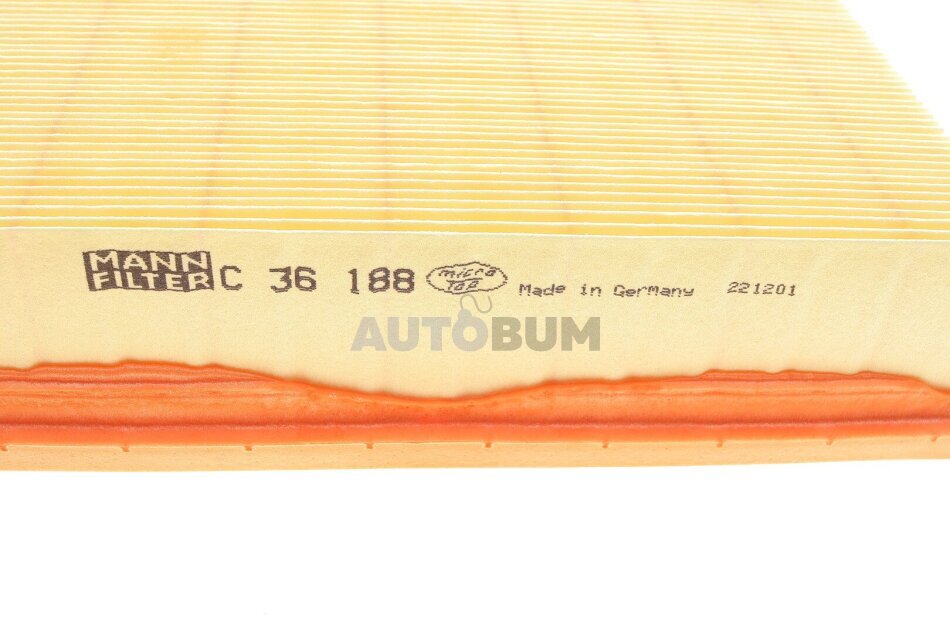 MANN
FILTER C 36 188 micro
Top Made in Germany 221201
AUTOBUM